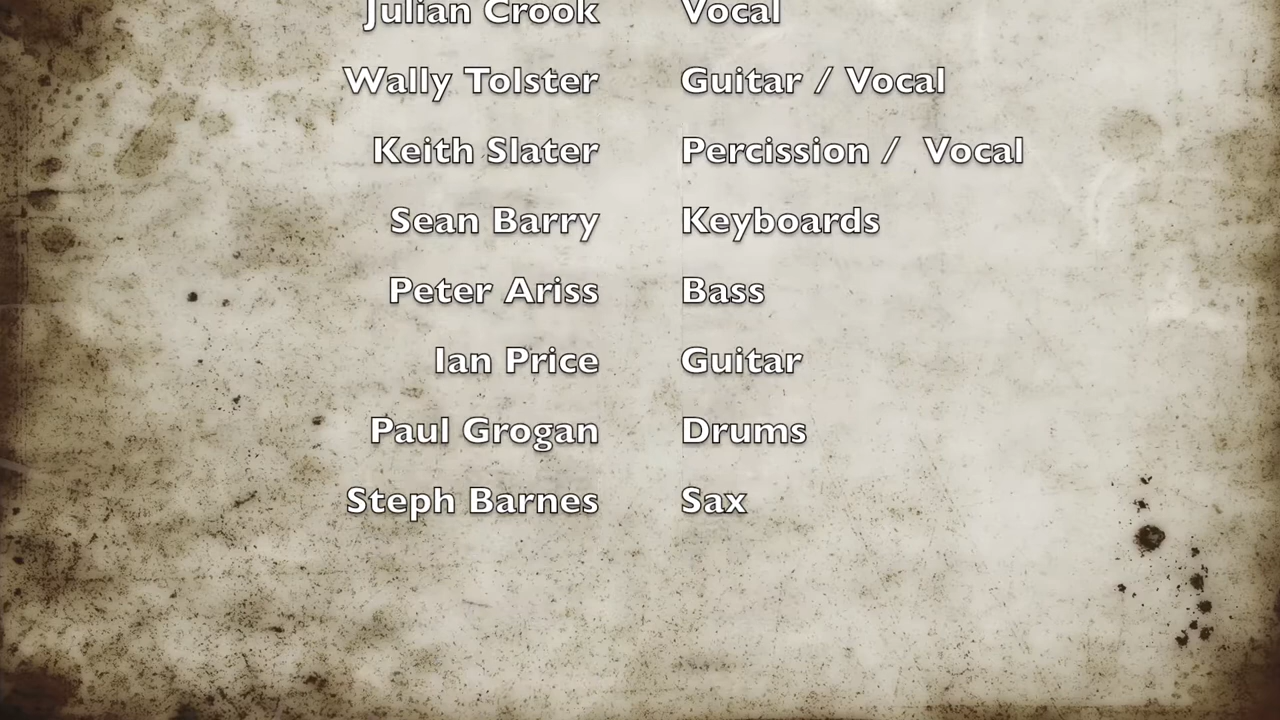 Julian Crook Vocal
Wally Tolster Guitar / Vocal
Keith Slater Percission / Vocal
Sean Barry Keyboards
Peter Ariss Bass
Ian Price Guitar
Paul Grogan Drums
Steph Barnes Sax